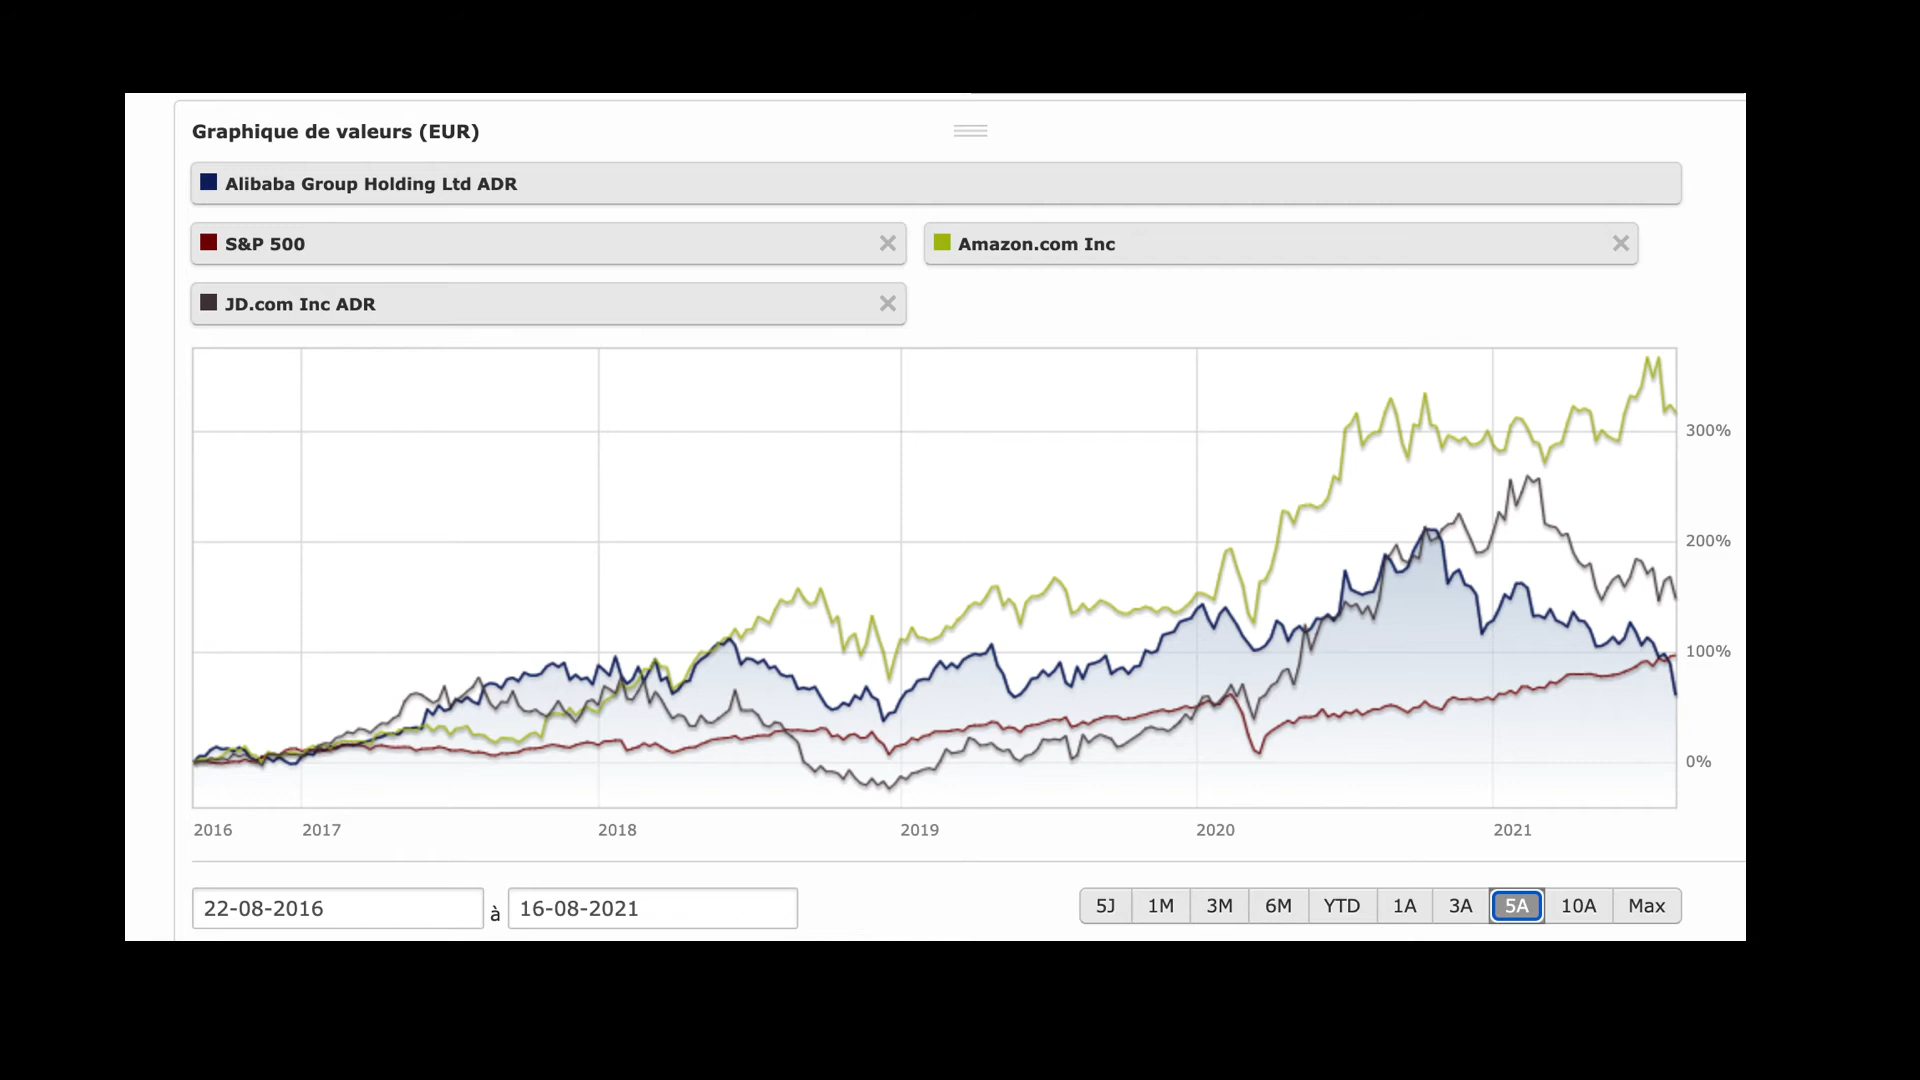 Graphique de valeurs (EUR)
Alibaba Group Holding Ltd ADR
S&P 500
Amazon.com Inc
JD.com Inc ADR
300%
200%
100%
0%
2016 2017 2018 2019 2020 2021
22-08-2016 à 16-08-2021
5J 1M 3M 6M YTD 1A 3A 5A 10A Max